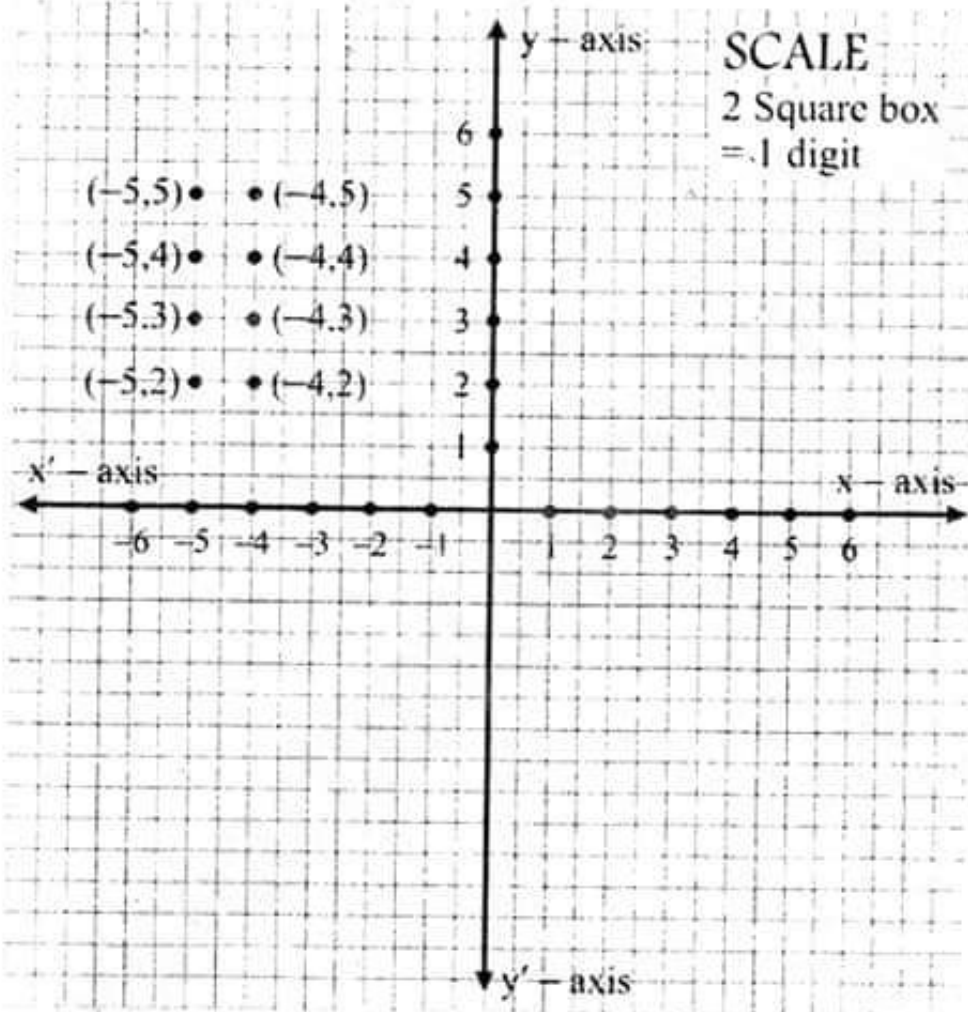 y – axis
SCALE
2 Square box
= 1 digit
6
(–5,5) (–4,5) 5
(–5,4) (–4,4) 4
(–5.3) (–4.3) 3
(–5,2) (–4,2) 2
1
x′ – axis x – axis
–6 –5 –4 –3 –2 –1 1 2 3 4 5 6
y′ – axis